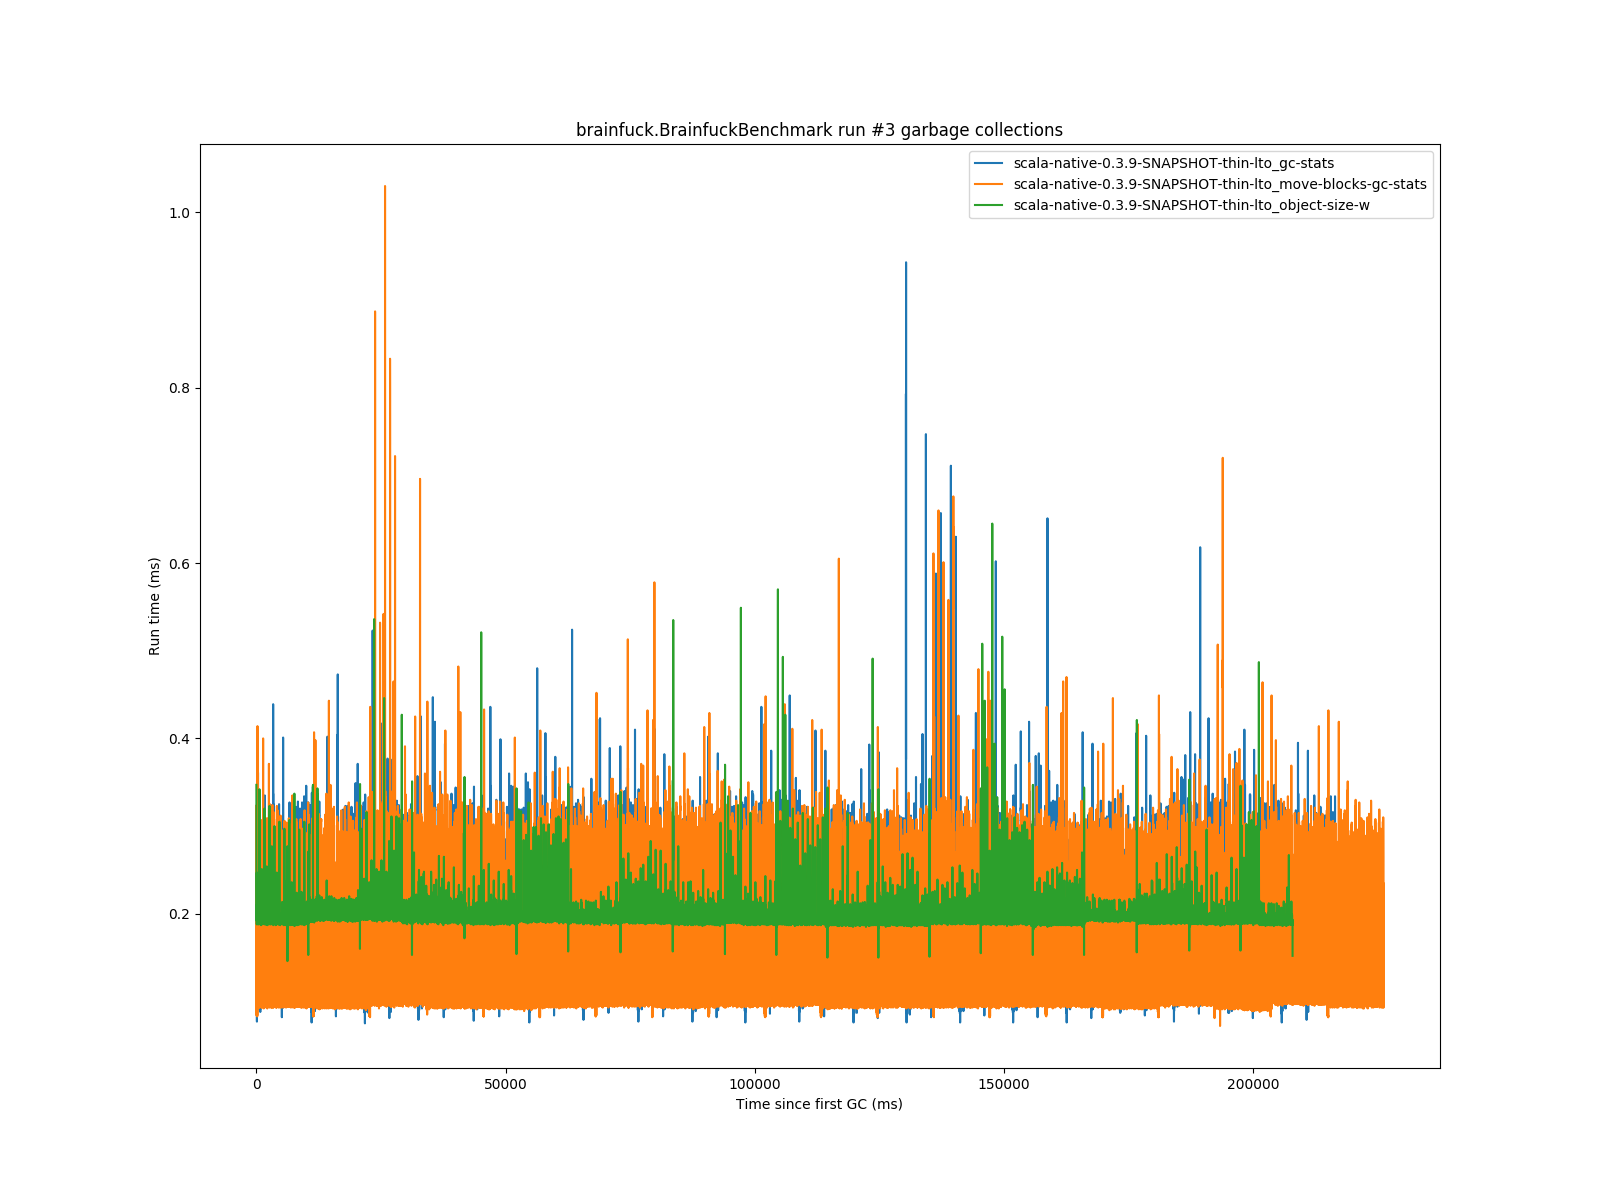 brainfuck.BrainfuckBenchmark run #3 garbage collections
scala-native-0.3.9-SNAPSHOT-thin-lto_gc-stats
scala-native-0.3.9-SNAPSHOT-thin-lto_move-blocks-gc-stats
scala-native-0.3.9-SNAPSHOT-thin-lto_object-size-w
Run time (ms)
1.0
0.8
0.6
0.4
0.2
0
50000
100000
150000
200000
Time since first GC (ms)